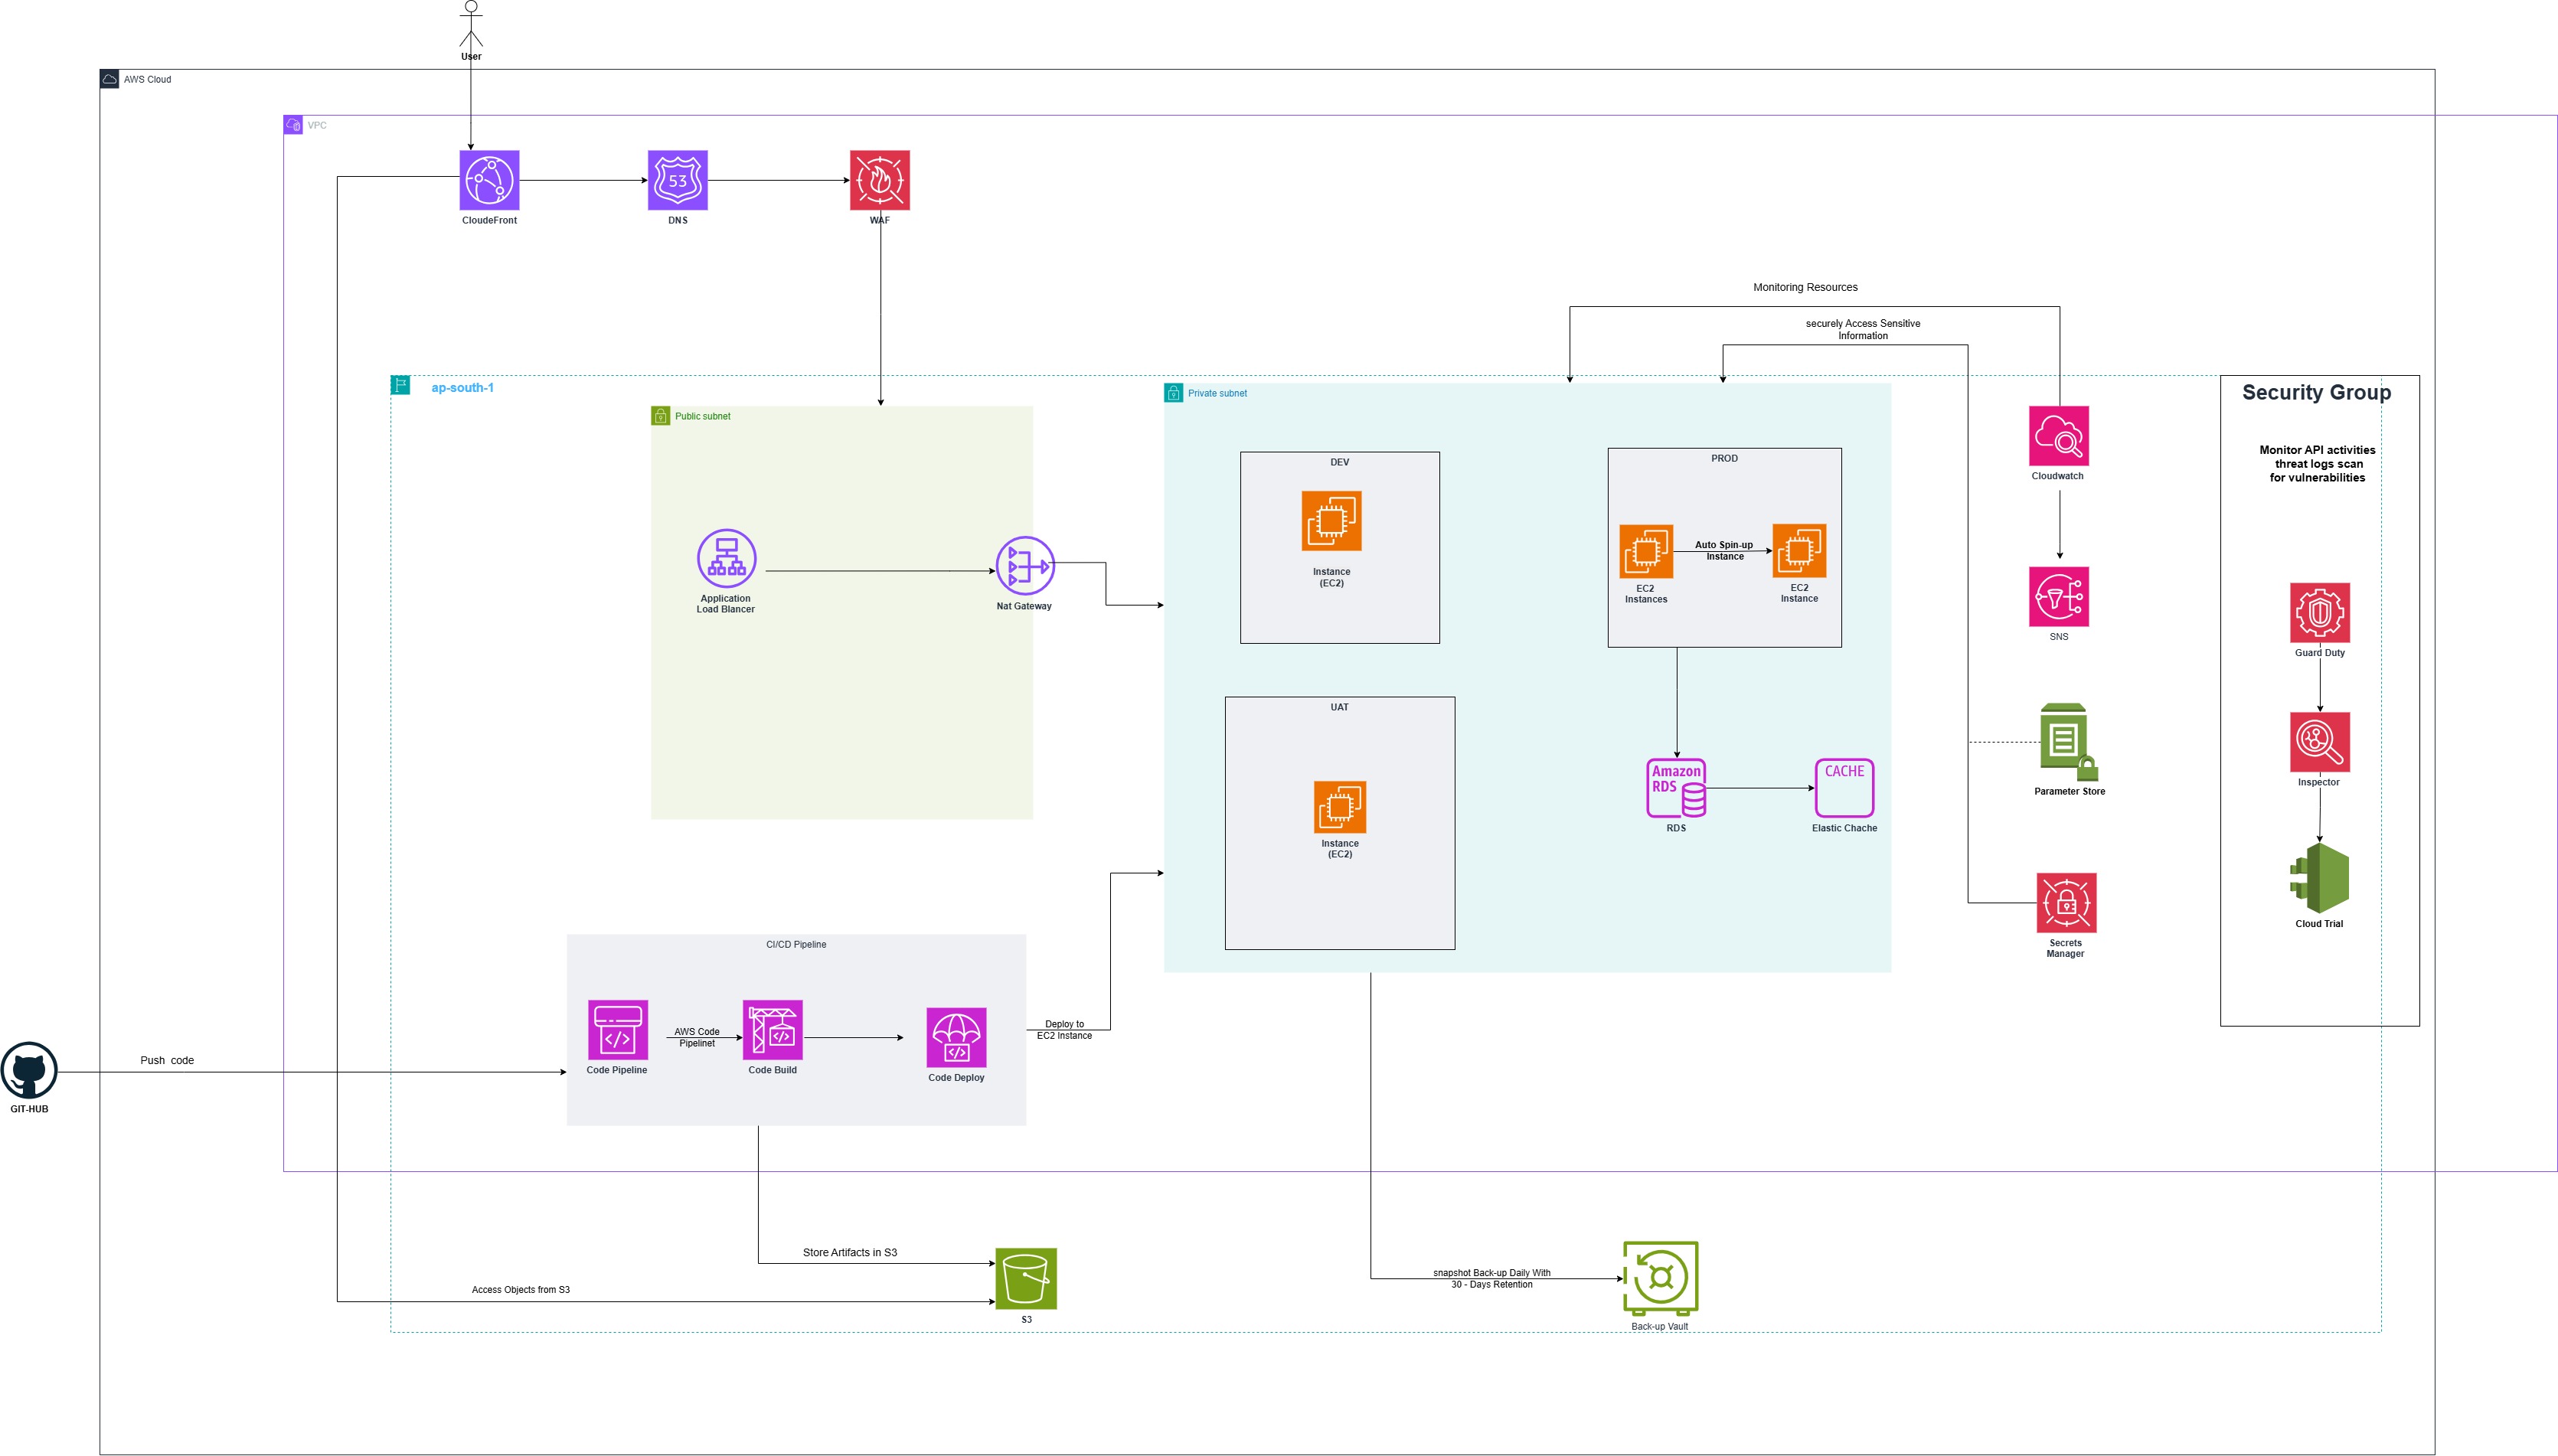 User
AWS Cloud
VPC
CloudeFront
53
DNS
WAF
Monitoring Resources
securely Access Sensitive
Information
ap-south-1
Public subnet
Private subnet
Security Group
Monitor API activities
threat logs scan
for vulnerabilities
DEV
Instance
(EC2)
PROD
EC2
Instances
Auto Spin-up
Instance
EC2
Instance
Cloudwatch
Application
Load Blancer
Nat Gateway
SNS
Guard Duty
UAT
Instance
(EC2)
Amazon
RDS
RDS
CACHE
Elastic Chache
Parameter Store
Inspector
Secrets
Manager
Cloud Trial
CI/CD Pipeline
Code Pipeline
AWS Code
Pipelinet
Code Build
Code Deploy
Deploy to
EC2 Instance
Push code
GIT-HUB
Store Artifacts in S3
Access Objects from S3
S3
snapshot Back-up Daily With
30 - Days Retention
Back-up Vault